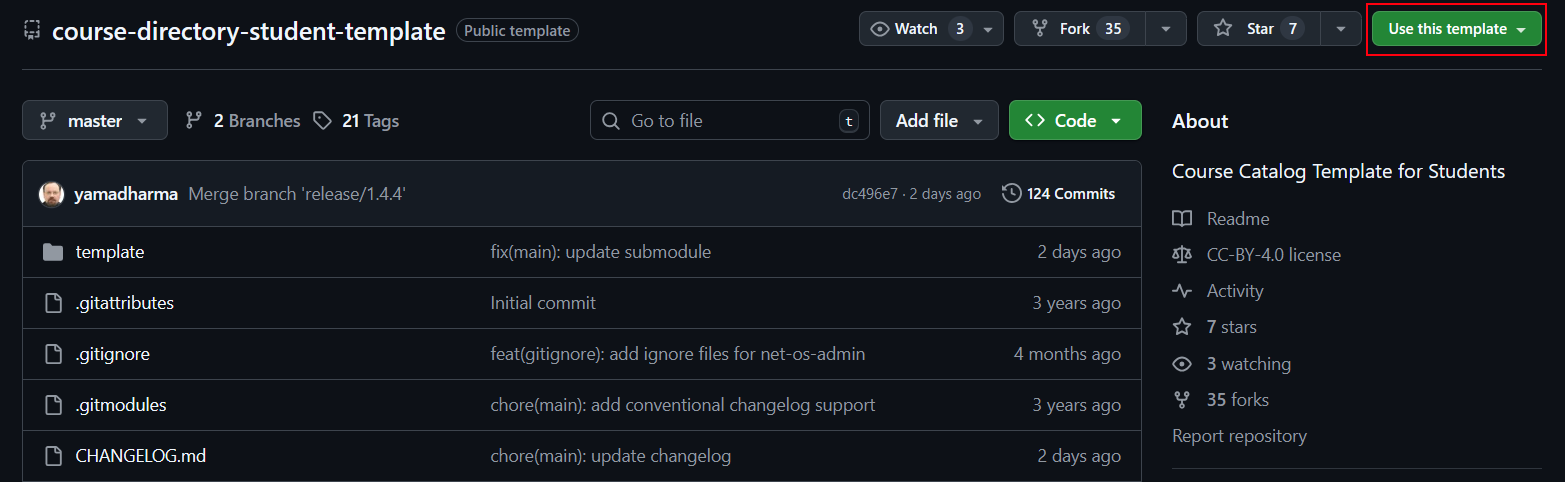 course-directory-student-template Public template Watch 3 Fork 35 Star 7 Use this template
master 2 Branches 21 Tags Go to file t Add file Code
yamadharma Merge branch 'release/1.4.4' dc496e7 · 2 days ago 124 Commits
template fix(main): update submodule 2 days ago
.gitattributes Initial commit 3 years ago
.gitignore feat(gitignore): add ignore files for net-os-admin 4 months ago
.gitmodules chore(main): add conventional changelog support 3 years ago
CHANGELOG.md chore(main): update changelog 2 days ago
About
Course Catalog Template for Students
Readme
CC-BY-4.0 license
Activity
7 stars
3 watching
35 forks
Report repository